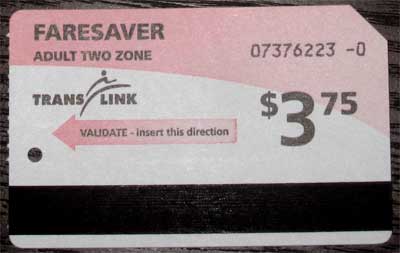 FARESAVER
ADULT TWO ZONE
07376223 -0
TRANS LINK
$3 75
VALIDATE - insert this direction